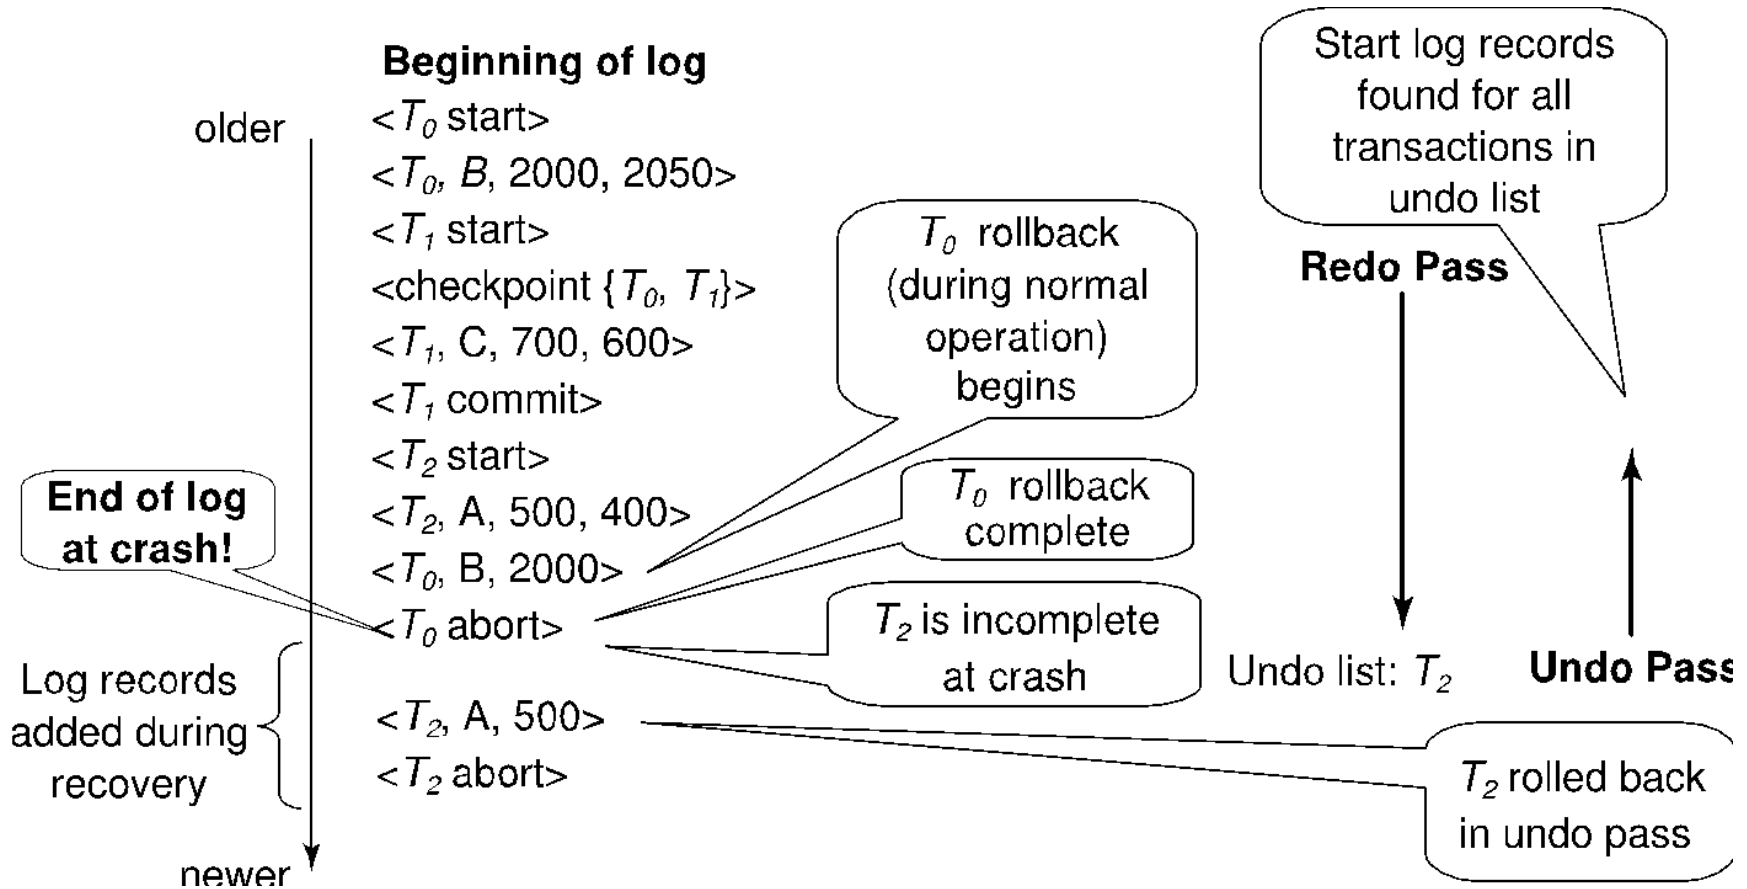 Beginning of log
older
<T0 start>
<T0, B, 2000, 2050>
<T1 start>
<checkpoint {T0, T1}>
<T1, C, 700, 600>
<T1 commit>
<T2 start>
<T2, A, 500, 400>
<T0, B, 2000>
<T0 abort>
<T2, A, 500>
<T2 abort>
newer
End of log
at crash!
Log records
added during
recovery
T0 rollback
(during normal
operation)
begins
T0 rollback
complete
T2 is incomplete
at crash
Start log records
found for all
transactions in
undo list
Redo Pass
Undo list: T2
Undo Pass
T2 rolled back
in undo pass